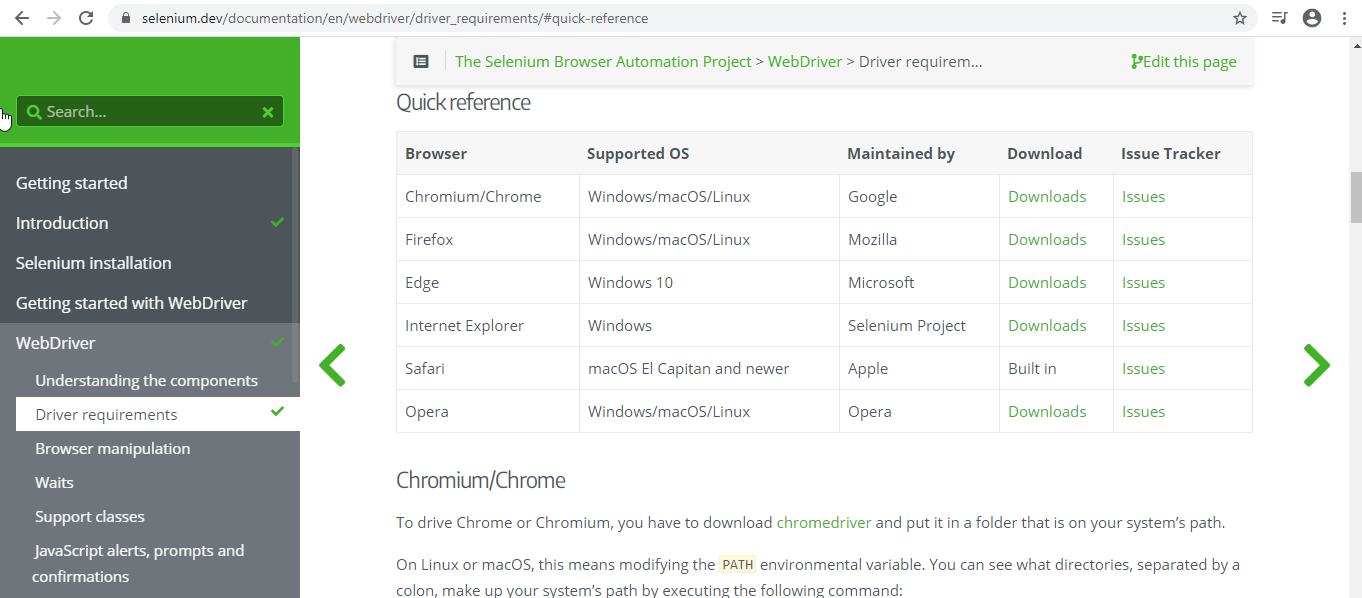 selenium.dev/documentation/en/webdriver/driver_requirements/#quick-reference
Search...
Getting started
Introduction
Selenium installation
Getting started with WebDriver
WebDriver
Understanding the components
Driver requirements
Browser manipulation
Waits
Support classes
JavaScript alerts, prompts and
confirmations
The Selenium Browser Automation Project > WebDriver > Driver requirem...
Edit this page
Quick reference
Browser Supported OS Maintained by Download Issue Tracker
Chromium/Chrome Windows/macOS/Linux Google Downloads Issues
Firefox Windows/macOS/Linux Mozilla Downloads Issues
Edge Windows 10 Microsoft Downloads Issues
Internet Explorer Windows Selenium Project Downloads Issues
Safari macOS El Capitan and newer Apple Built in Issues
Opera Windows/macOS/Linux Opera Downloads Issues
Chromium/Chrome
To drive Chrome or Chromium, you have to download chromedriver and put it in a folder that is on your system’s path.
On Linux or macOS, this means modifying the PATH environmental variable. You can see what directories, separated by a
colon, make up your system’s path by executing the following command: